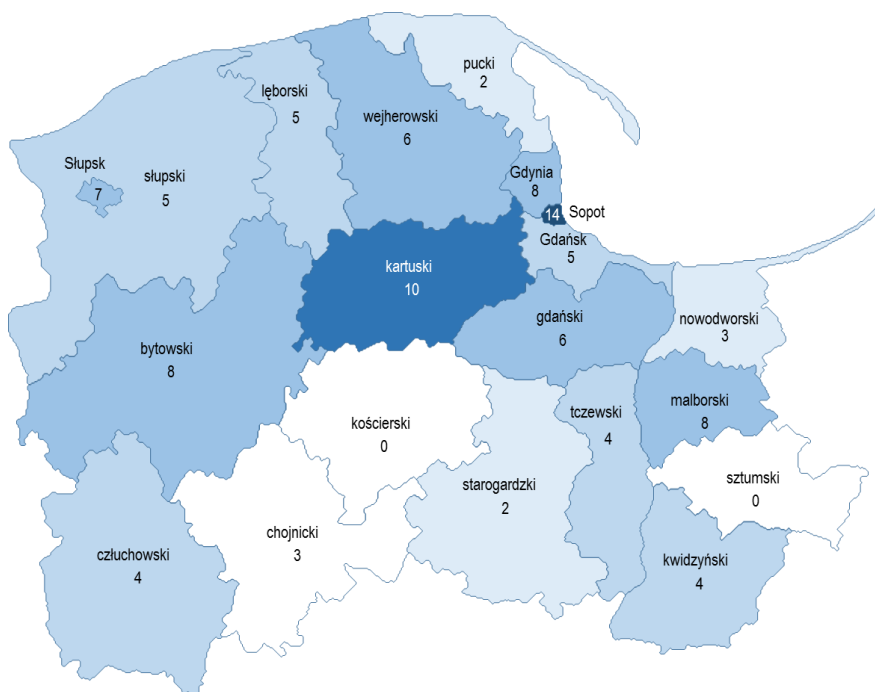 pucki
2
lęborski
5
wejherowski
6
Słupsk
7
słupski
5
Gdynia
8
14
Sopot
Gdańsk
5
kartuski
10
gdański
6
nowodworski
3
bytowski
8
malborski
8
kościerski
0
tczewski
4
starogardzki
2
sztumski
0
chojnicki
3
człuchowski
4
kwidzyński
4